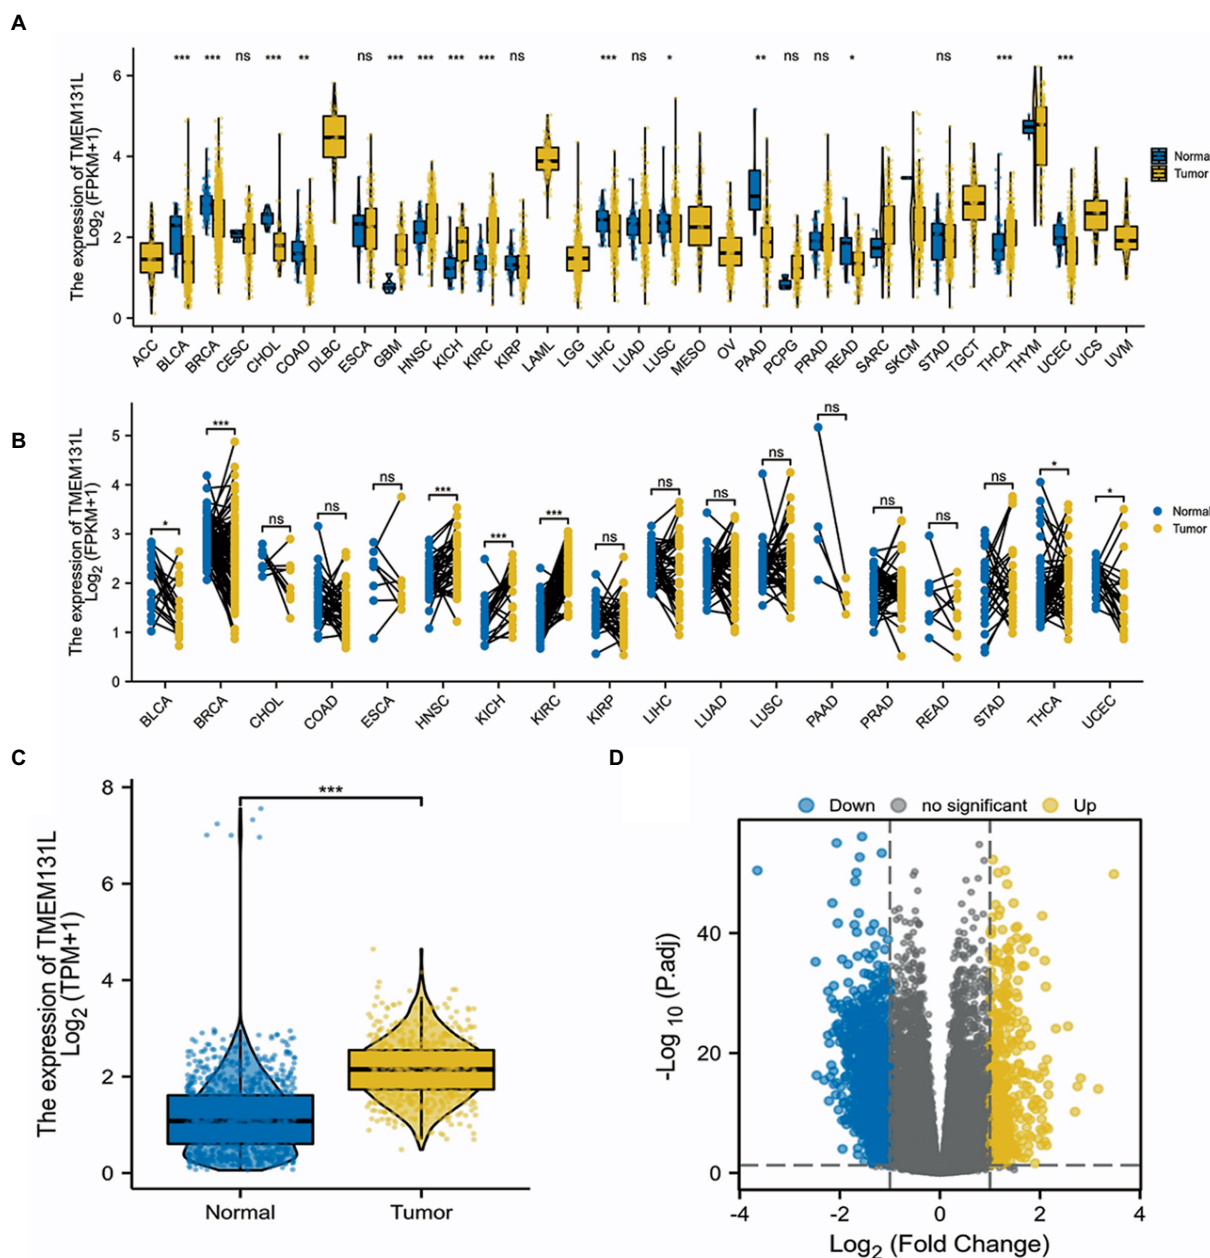 A
The expression of TMEM131L
Log2 (FPKM+1)
6
4
2
0
*** *** ns *** ** ns *** *** *** *** ns *** ns * ** ns ns * ns *** ***
Normal
Tumor
ACC BLCA BRCA CESC CHOL COAD DLBC ESCA GBM HNSC KICH KIRC KIRP LAML LGG LIHC LUAD LUSC MESO OV PAAD PCPG PRAD READ SARC SKCM STAD TGCT THCA THYM UCEC UCS UVM
B
The expression of TMEM131L
Log2 (FPKM+1)
5
4
3
2
1
0
* *** ns ns ns *** *** *** ns ns ns ns ns ns ns ns * *
Normal
Tumor
BLCA BRCA CHOL COAD ESCA HNSC KICH KIRC KIRP LIHC LUAD LUSC PAAD PRAD READ STAD THCA UCEC
C
The expression of TMEM131L
Log2 (TPM+1)
8
6
4
2
0
***
Normal Tumor
D
Down no significant Up
-Log 10 (P.adj)
40
20
0
-4 -2 0 2 4
Log2 (Fold Change)